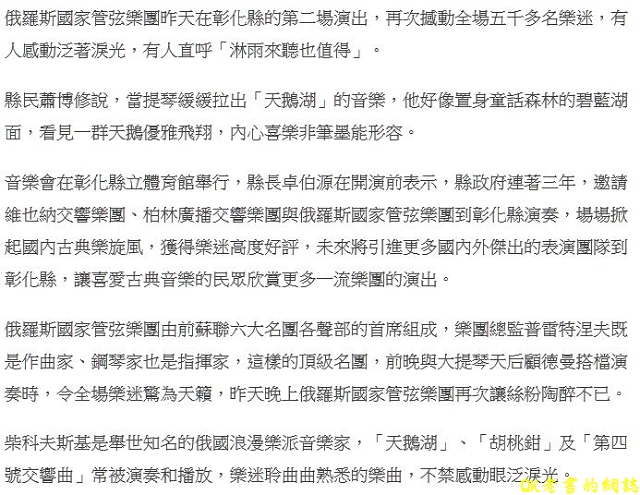 俄羅斯國家管弦樂團昨天在彰化縣的第二場演出，再次撼動全場五千多名樂迷，有
人感動泛著淚光，有人直呼「淋雨來聽也值得」。
縣民蕭博修說，當提琴緩緩拉出「天鵝湖」的音樂，他好像置身童話森林的碧藍湖
面，看見一群天鵝優雅飛翔，內心喜樂非筆墨能形容。
音樂會在彰化縣立體育館舉行，縣長卓伯源在開演前表示，縣政府連著三年，邀請
維也納交響樂團、柏林廣播交響樂團與俄羅斯國家管弦樂團到彰化縣演奏，場場掀
起國內古典樂旋風，獲得樂迷高度好評，未來將引進更多國內外傑出的表演團隊到
彰化縣，讓喜愛古典音樂的民眾欣賞更多一流樂團的演出。
俄羅斯國家管弦樂團由前蘇聯六大名團各聲部的首席組成，樂團總監普雷特涅夫既
是作曲家、鋼琴家也是指揮家，這樣的頂級名團，前晚與大提琴天后顧德曼搭檔演
奏時，令全場樂迷驚為天籟，昨天晚上俄羅斯國家管弦樂團再次讓絲粉陶醉不已。
柴科夫斯基是舉世知名的俄國浪漫樂派音樂家，「天鵝湖」、「胡桃鉗」及「第四
號交響曲」常被演奏和播放，樂迷聆曲曲熟悉的樂曲，不禁感動眼泛淚光。
OK老書的網誌